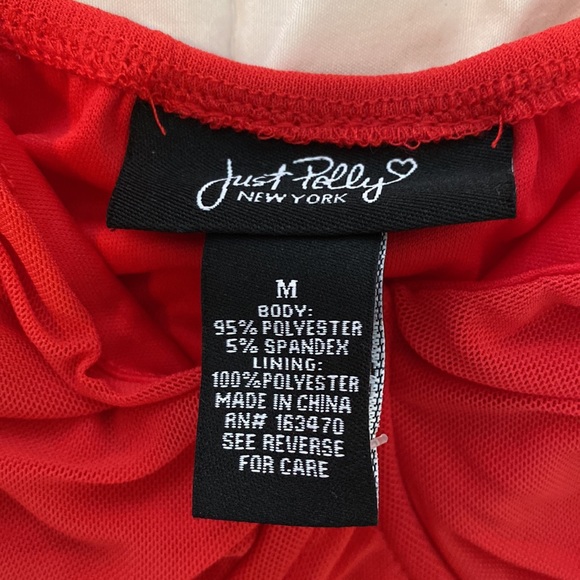 Just Polly
NEW YORK
M
BODY:
95% POLYESTER
5% SPANDEX
LINING:
100%POLYESTER
MADE IN CHINA
RN# 163470
SEE REVERSE
FOR CARE